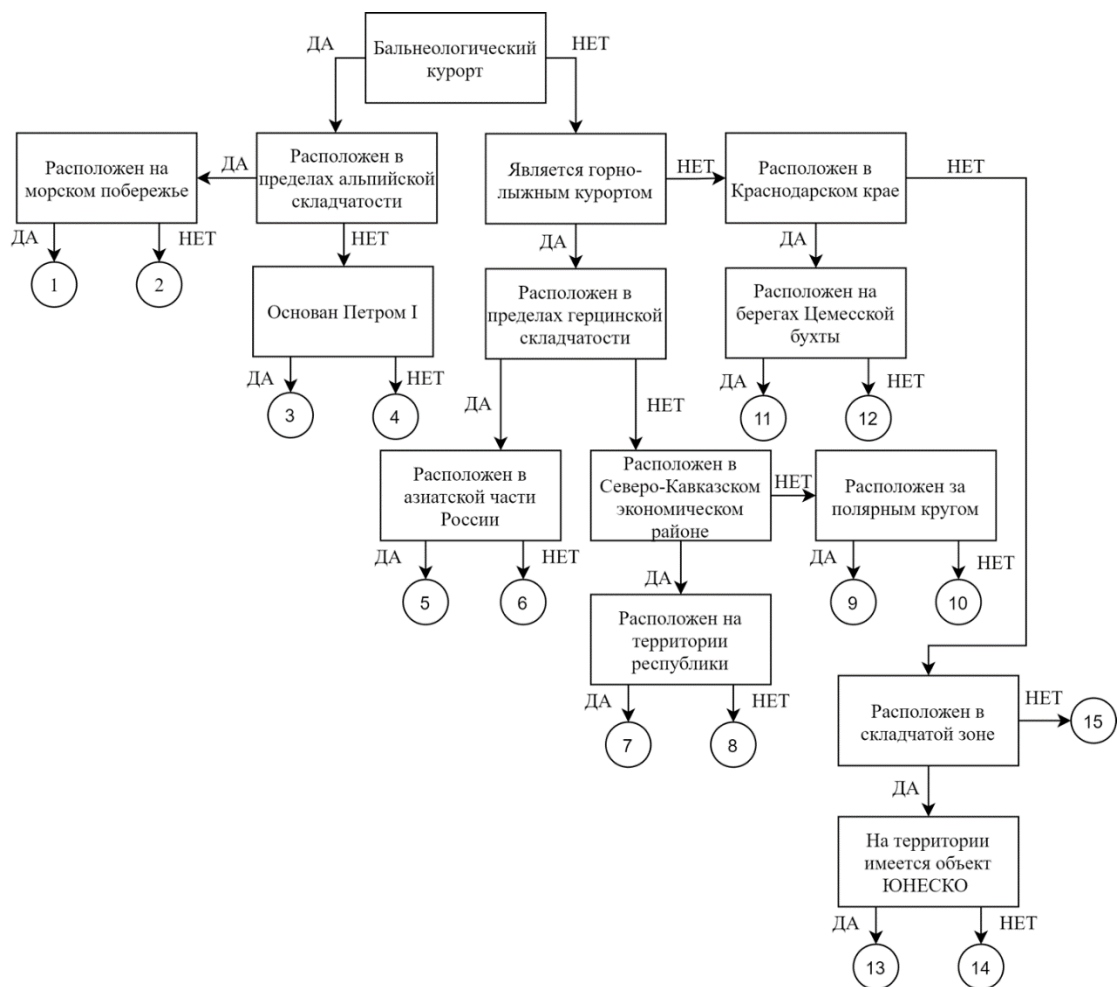 ДА
Бальнеологический
курорт
НЕТ
Расположен на
морском побережье
ДА
Расположен в
пределах альпийской
складчатости
Является горно-
лыжным курортом
НЕТ
Расположен в
Краснодарском крае
НЕТ
ДА
НЕТ
НЕТ
ДА
ДА
1
2
Основан Петром I
Расположен в
пределах герцинской
складчатости
Расположен на
берегах Цемесской
бухты
ДА
НЕТ
ДА
НЕТ
3
4
ДА
НЕТ
11
12
Расположен в
азиатской части
России
Расположен в
Северо-Кавказском
экономическом
районе
НЕТ
Расположен за
полярным кругом
ДА
НЕТ
ДА
ДА
НЕТ
5
6
9
10
Расположен на
территории
республики
ДА
НЕТ
7
8
Расположен в
складчатой зоне
НЕТ
15
ДА
На территории
имеется объект
ЮНЕСКО
ДА
НЕТ
13
14